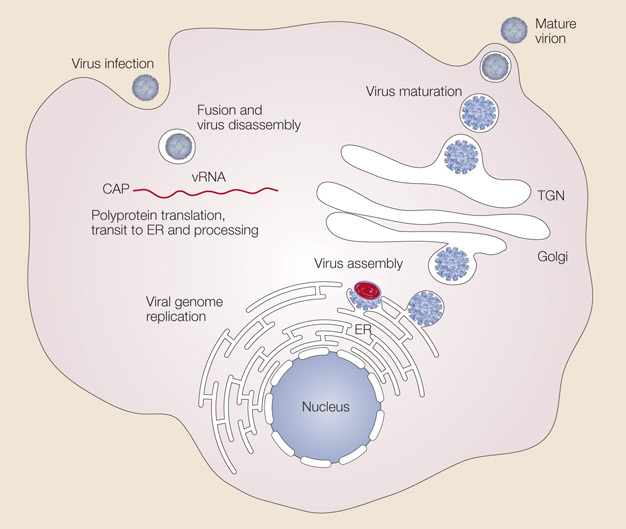 Mature
virion
Virus infection
Virus maturation
Fusion and
virus disassembly
vRNA
CAP
TGN
Polyprotein translation,
transit to ER and processing
Golgi
Virus assembly
Viral genome
replication
ER
Nucleus